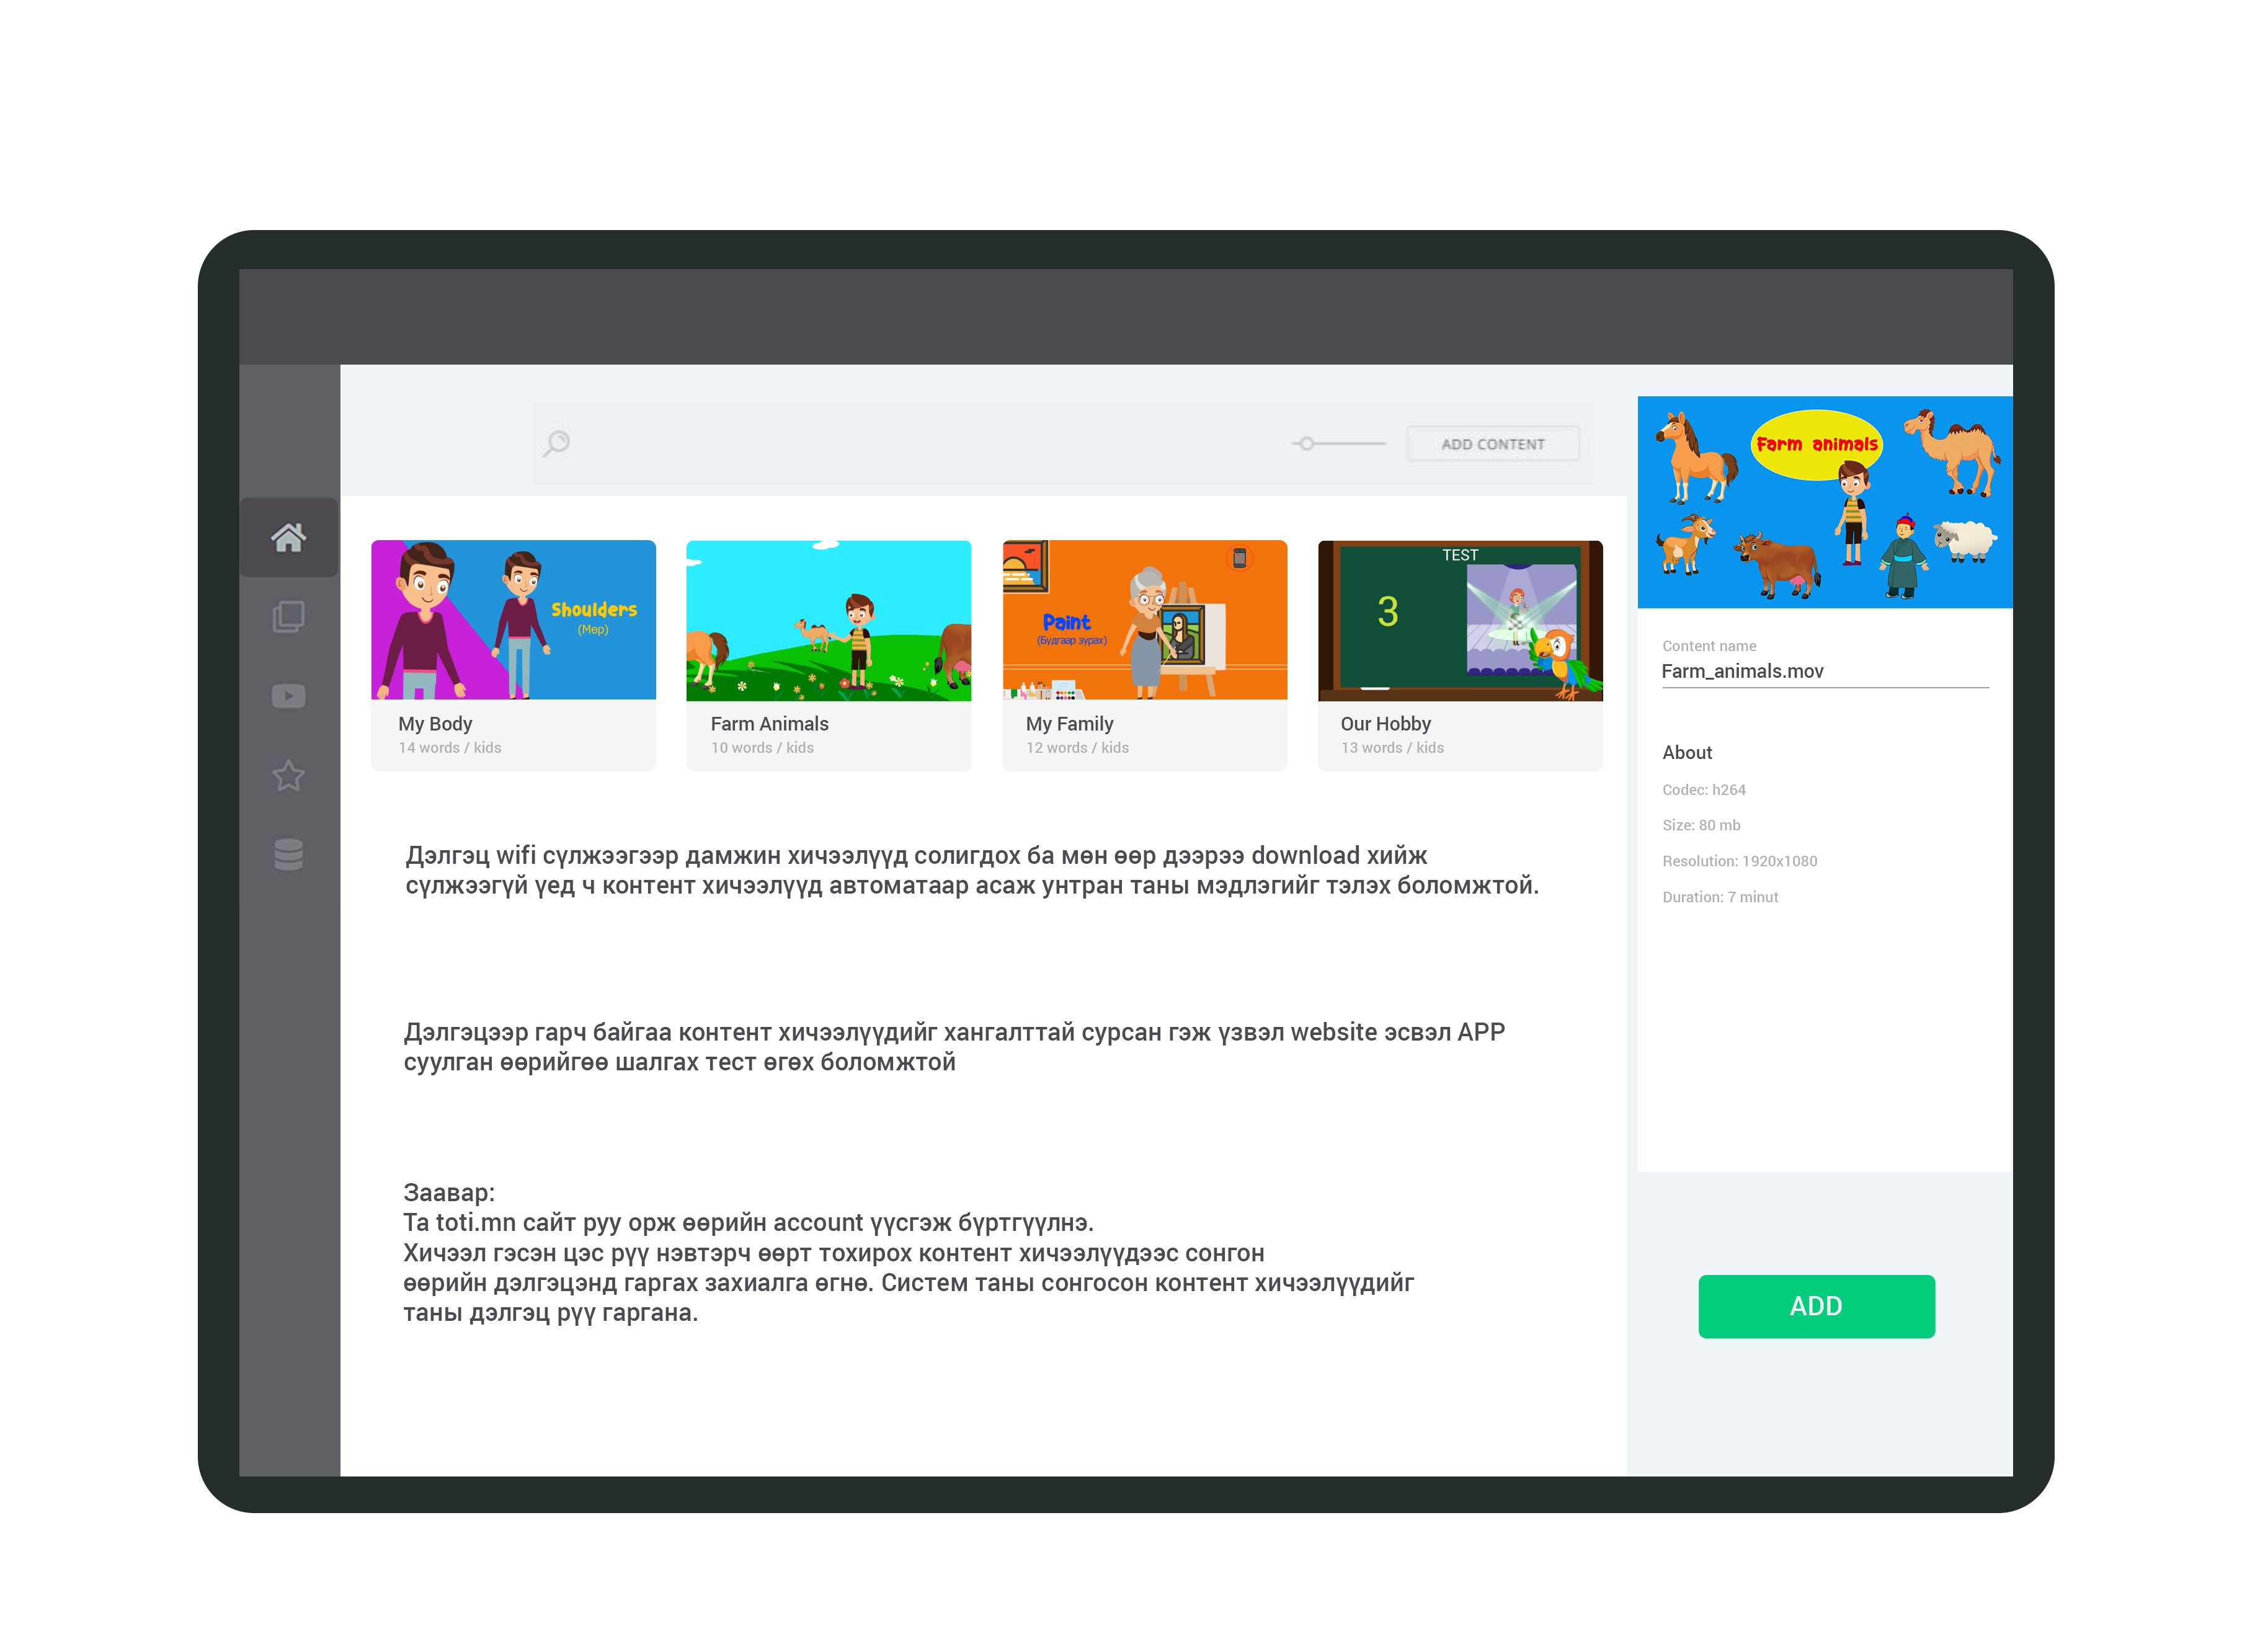 ADD CONTENT
Shoulders
(Мөр)
My Body
14 words / kids
Farm Animals
10 words / kids
Paint
(Будгаар зурах)
My Family
12 words / kids
TEST
3
Our Hobby
13 words / kids
Дэлгэц wifi сүлжээгээр дамжин хичээлүүд солигдох ба мөн өөр дээрээ download хийж
сүлжээгүй үед ч контент хичээлүүд автоматаар асаж унтран таны мэдлэгийг тэлэх боломжтой.
Дэлгэцээр гарч байгаа контент хичээлүүдийг хангалттай сурсан гэж үзвэл website эсвэл APP
суулган өөрийгөө шалгах тест өгөх боломжтой
Заавар:
Та toti.mn сайт руу орж өөрийн account үүсгэж бүртгүүлнэ.
Хичээл гэсэн цэс рүү нэвтэрч өөрт тохирох контент хичээлүүдээс сонгон
өөрийн дэлгэцэнд гаргах захиалга өгнө. Систем таны сонгосон контент хичээлүүдийг
таны дэлгэц рүү гаргана.
Farm animals
Content name
Farm_animals.mov
About
Codec: h264
Size: 80 mb
Resolution: 1920x1080
Duration: 7 minut
ADD